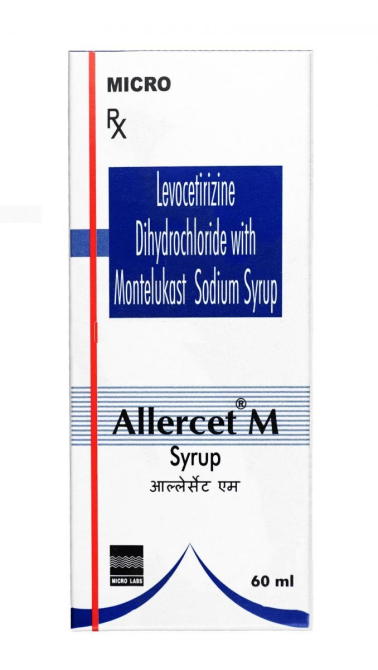 MICRO
Rx
Levocetirizine
Dihydrochloride with
Montelukast Sodium Syrup
Allercet® M
Syrup
आल्लेर्सेट एम
MICRO LABS
60 ml